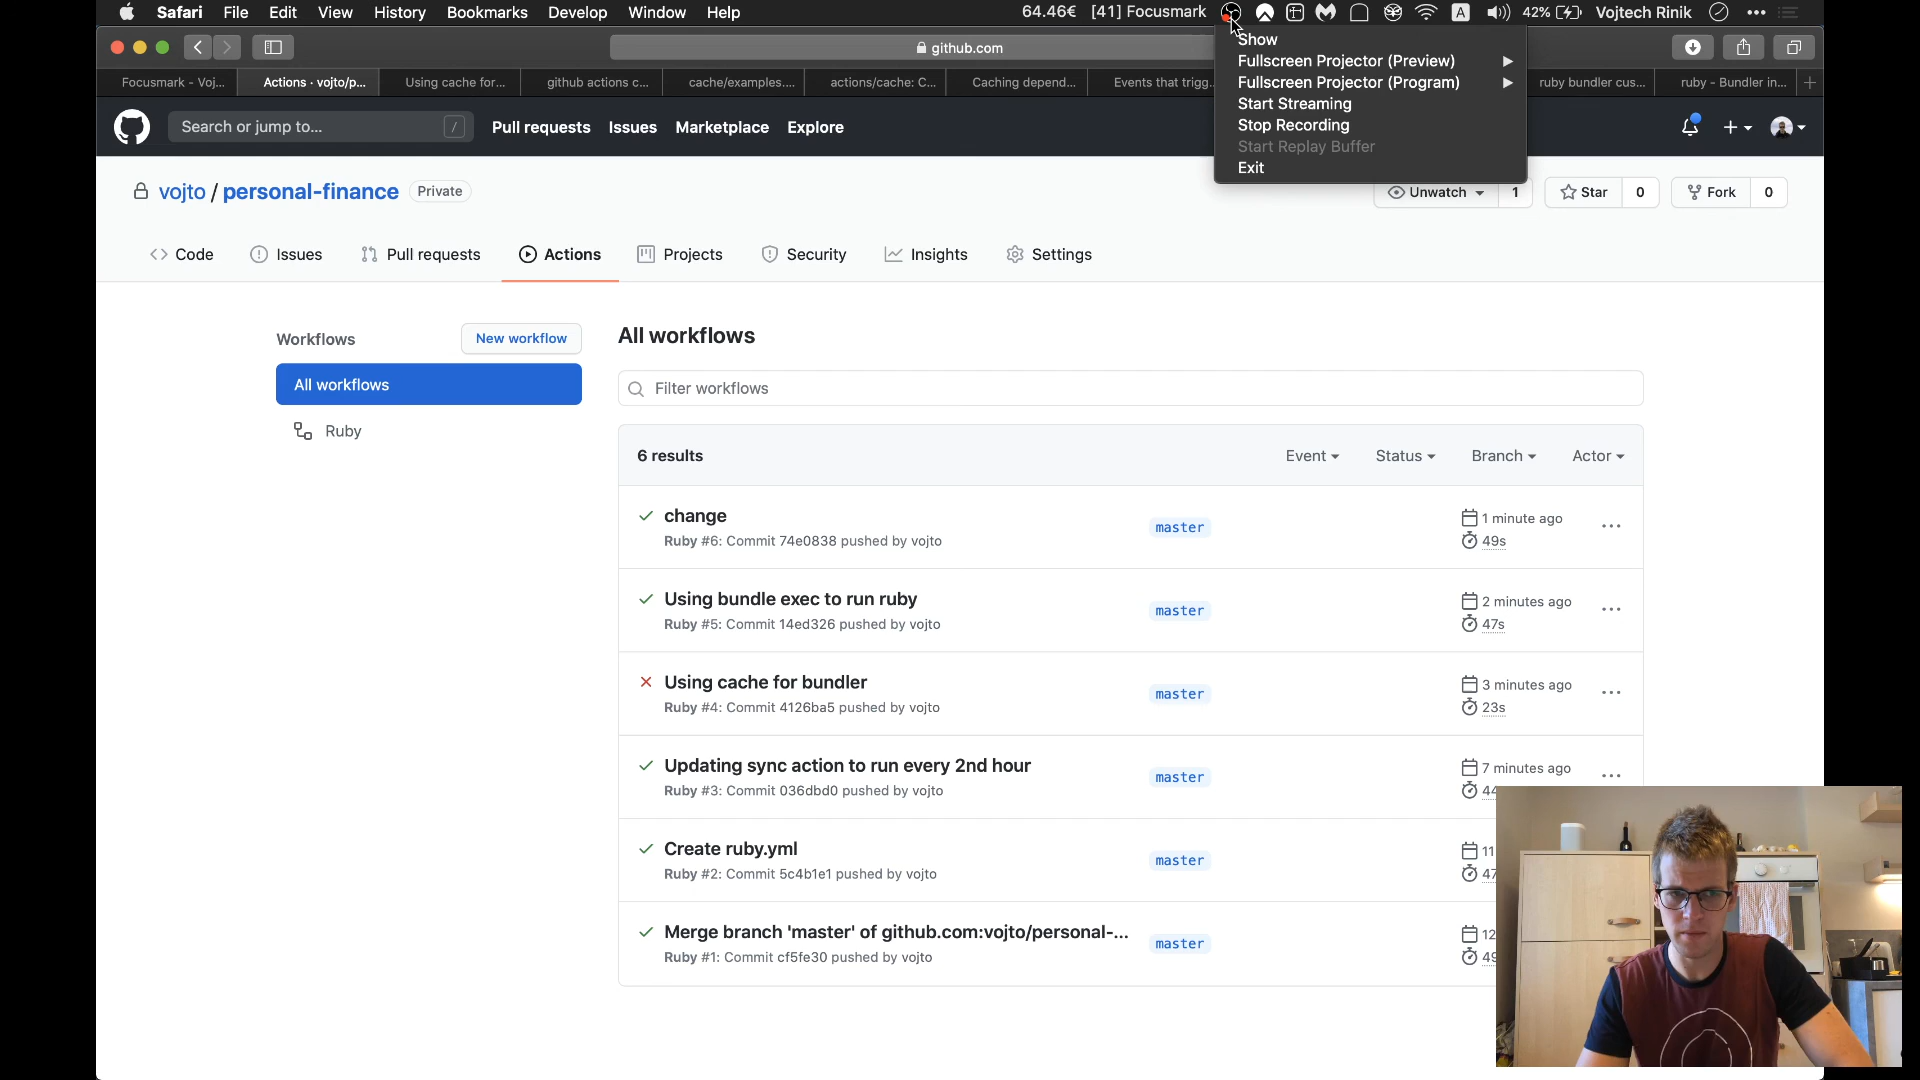 Safari File Edit View History Bookmarks Develop Window Help 64.46€ [41] Focusmark A 42% Vojtech Rinik
github.com
Focusmark - Voj... Actions · vojto/p... Using cache for... github actions c... cache/examples.... actions/cache: C... Caching depend... Events that trigg... ruby bundler cus... ruby - Bundler in...
Show
Fullscreen Projector (Preview)
Fullscreen Projector (Program)
Start Streaming
Stop Recording
Start Replay Buffer
Exit
Search or jump to... / Pull requests Issues Marketplace Explore
vojto / personal-finance Private Unwatch 1 Star 0 Fork 0
Code Issues Pull requests Actions Projects Security Insights Settings
Workflows New workflow
All workflows
Ruby
All workflows
Filter workflows
6 results Event Status Branch Actor
change
Ruby #6: Commit 74e0838 pushed by vojto
master
1 minute ago
49s
Using bundle exec to run ruby
Ruby #5: Commit 14ed326 pushed by vojto
master
2 minutes ago
47s
Using cache for bundler
Ruby #4: Commit 4126ba5 pushed by vojto
master
3 minutes ago
23s
Updating sync action to run every 2nd hour
Ruby #3: Commit 036dbd0 pushed by vojto
master
7 minutes ago
44
Create ruby.yml
Ruby #2: Commit 5c4b1e1 pushed by vojto
master
11
47
Merge branch 'master' of github.com:vojto/personal-...
Ruby #1: Commit cf5fe30 pushed by vojto
master
12
49